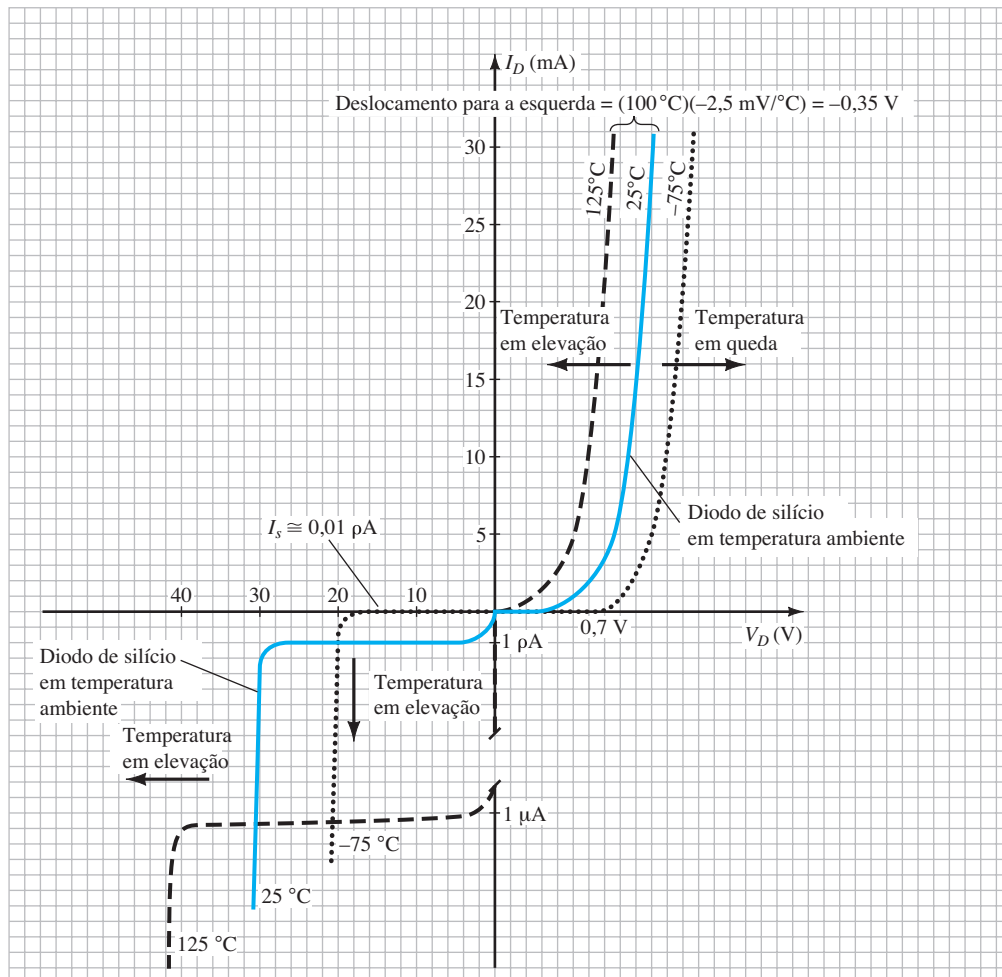 I_D (mA)
Deslocamento para a esquerda = (100 °C)(–2,5 mV/°C) = –0,35 V
30
125°C
25°C
–75°C
25
20
Temperatura
em elevação
Temperatura
em queda
15
10
Diodo de silício
em temperatura ambiente
5
I_s ≅ 0,01 ρA
40
30
20
10
0
0,7 V
V_D (V)
1 ρA
Diodo de silício
em temperatura
ambiente
Temperatura
em elevação
Temperatura
em elevação
1 μA
–75 °C
25 °C
125 °C